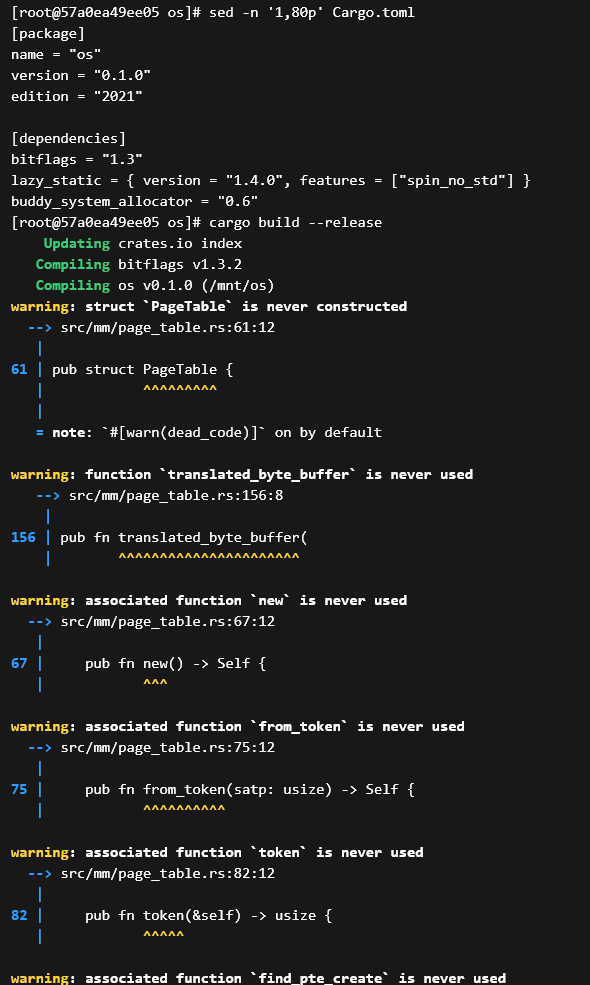 [root@57a0ea49ee05 os]# sed -n '1,80p' Cargo.toml
[package]
name = "os"
version = "0.1.0"
edition = "2021"

[dependencies]
bitflags = "1.3"
lazy_static = { version = "1.4.0", features = ["spin_no_std"] }
buddy_system_allocator = "0.6"
[root@57a0ea49ee05 os]# cargo build --release
    Updating crates.io index
   Compiling bitflags v1.3.2
   Compiling os v0.1.0 (/mnt/os)
warning: struct `PageTable` is never constructed
  --> src/mm/page_table.rs:61:12
   |
61 | pub struct PageTable {
   |            ^^^^^^^^^
   |
   = note: `#[warn(dead_code)]` on by default

warning: function `translated_byte_buffer` is never used
   --> src/mm/page_table.rs:156:8
    |
156 | pub fn translated_byte_buffer(
    |        ^^^^^^^^^^^^^^^^^^^^^^

warning: associated function `new` is never used
  --> src/mm/page_table.rs:67:12
   |
67 |     pub fn new() -> Self {
   |            ^^^

warning: associated function `from_token` is never used
  --> src/mm/page_table.rs:75:12
   |
75 |     pub fn from_token(satp: usize) -> Self {
   |            ^^^^^^^^^^

warning: associated function `token` is never used
  --> src/mm/page_table.rs:82:12
   |
82 |     pub fn token(&self) -> usize {
   |            ^^^^^

warning: associated function `find_pte_create` is never used